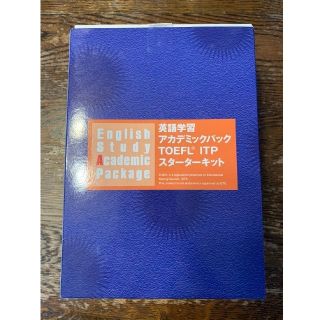 English
Study
Academic
Package
英語学習
アカデミックパック
TOEFL® ITP
スターターキット